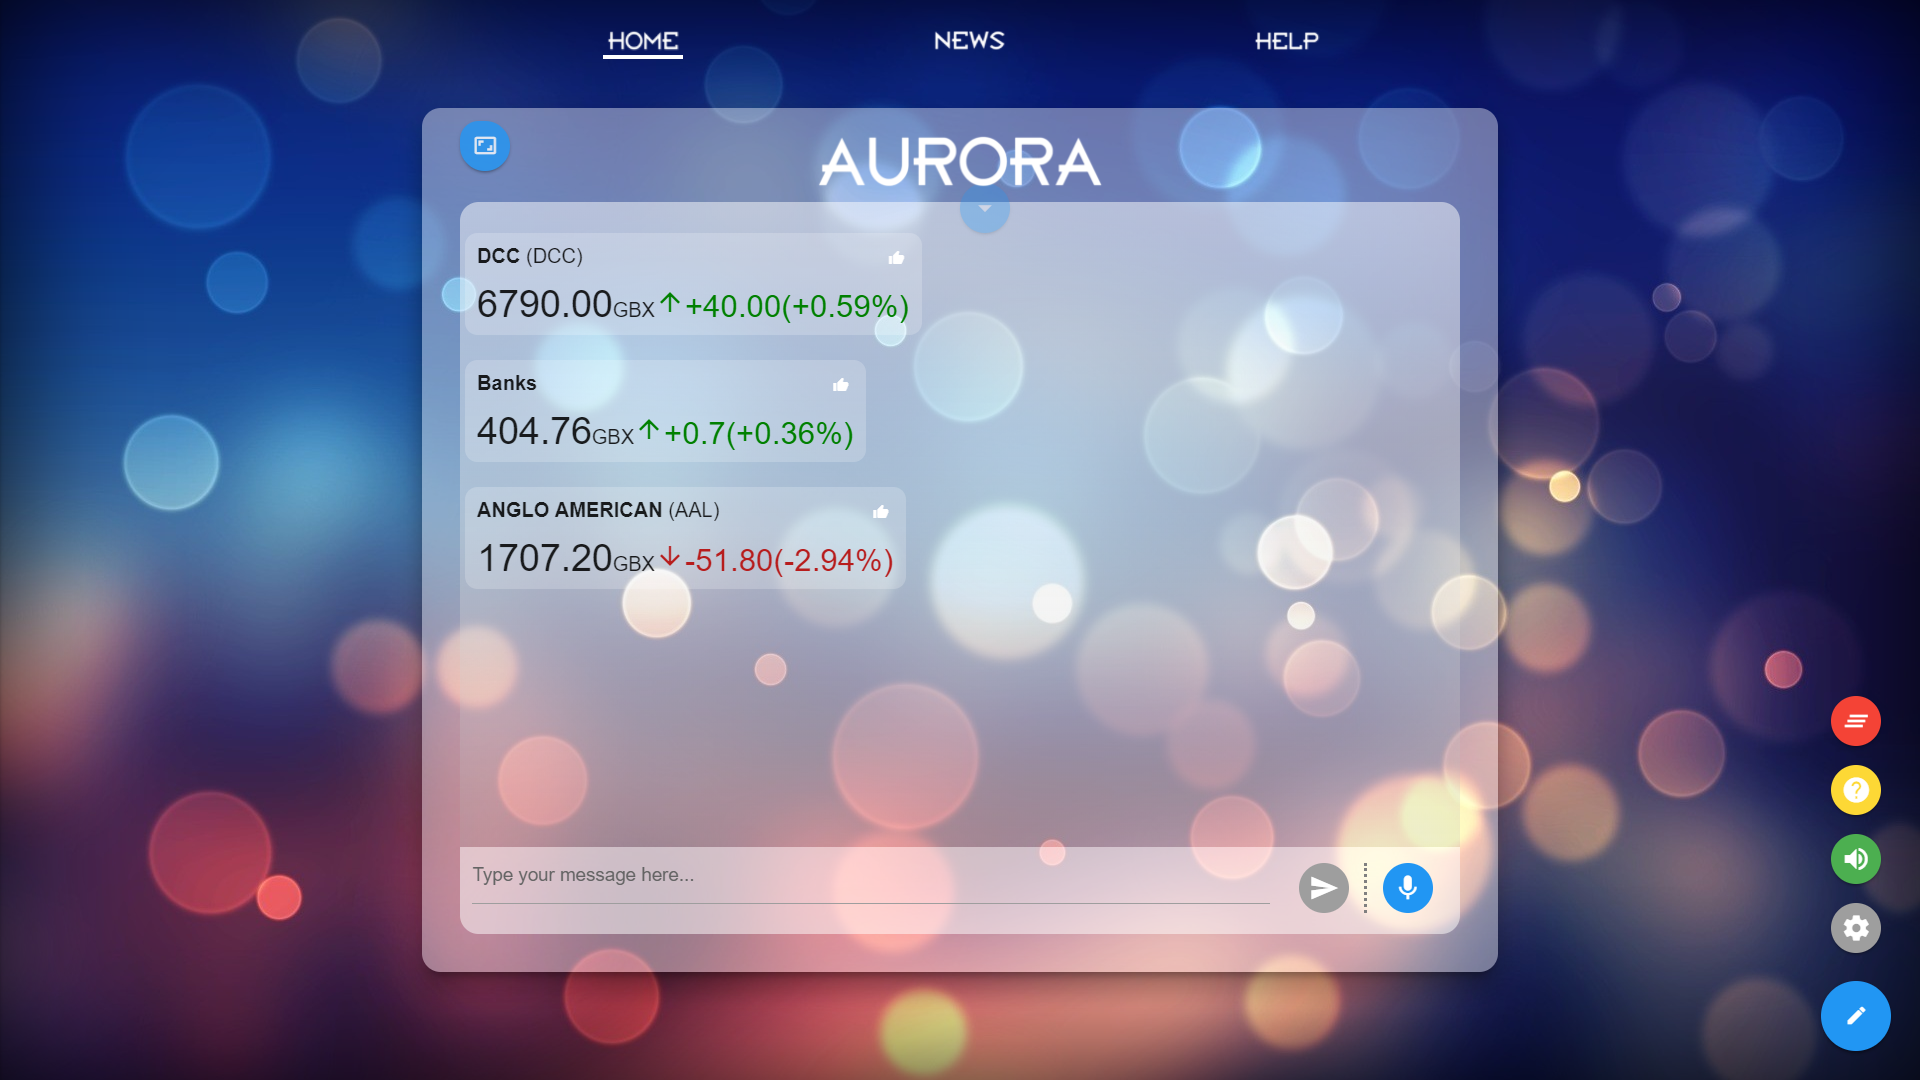 HOME NEWS HELP
AURORA
DCC (DCC)
6790.00GBX +40.00(+0.59%)
Banks
404.76GBX +0.7(+0.36%)
ANGLO AMERICAN (AAL)
1707.20GBX -51.80(-2.94%)
Type your message here...